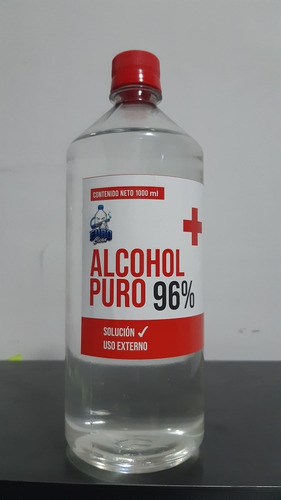 CONTENIDO NETO 1000 ml
ALCOHOL
PURO 96%
SOLUCIÓN ✓
USO EXTERNO